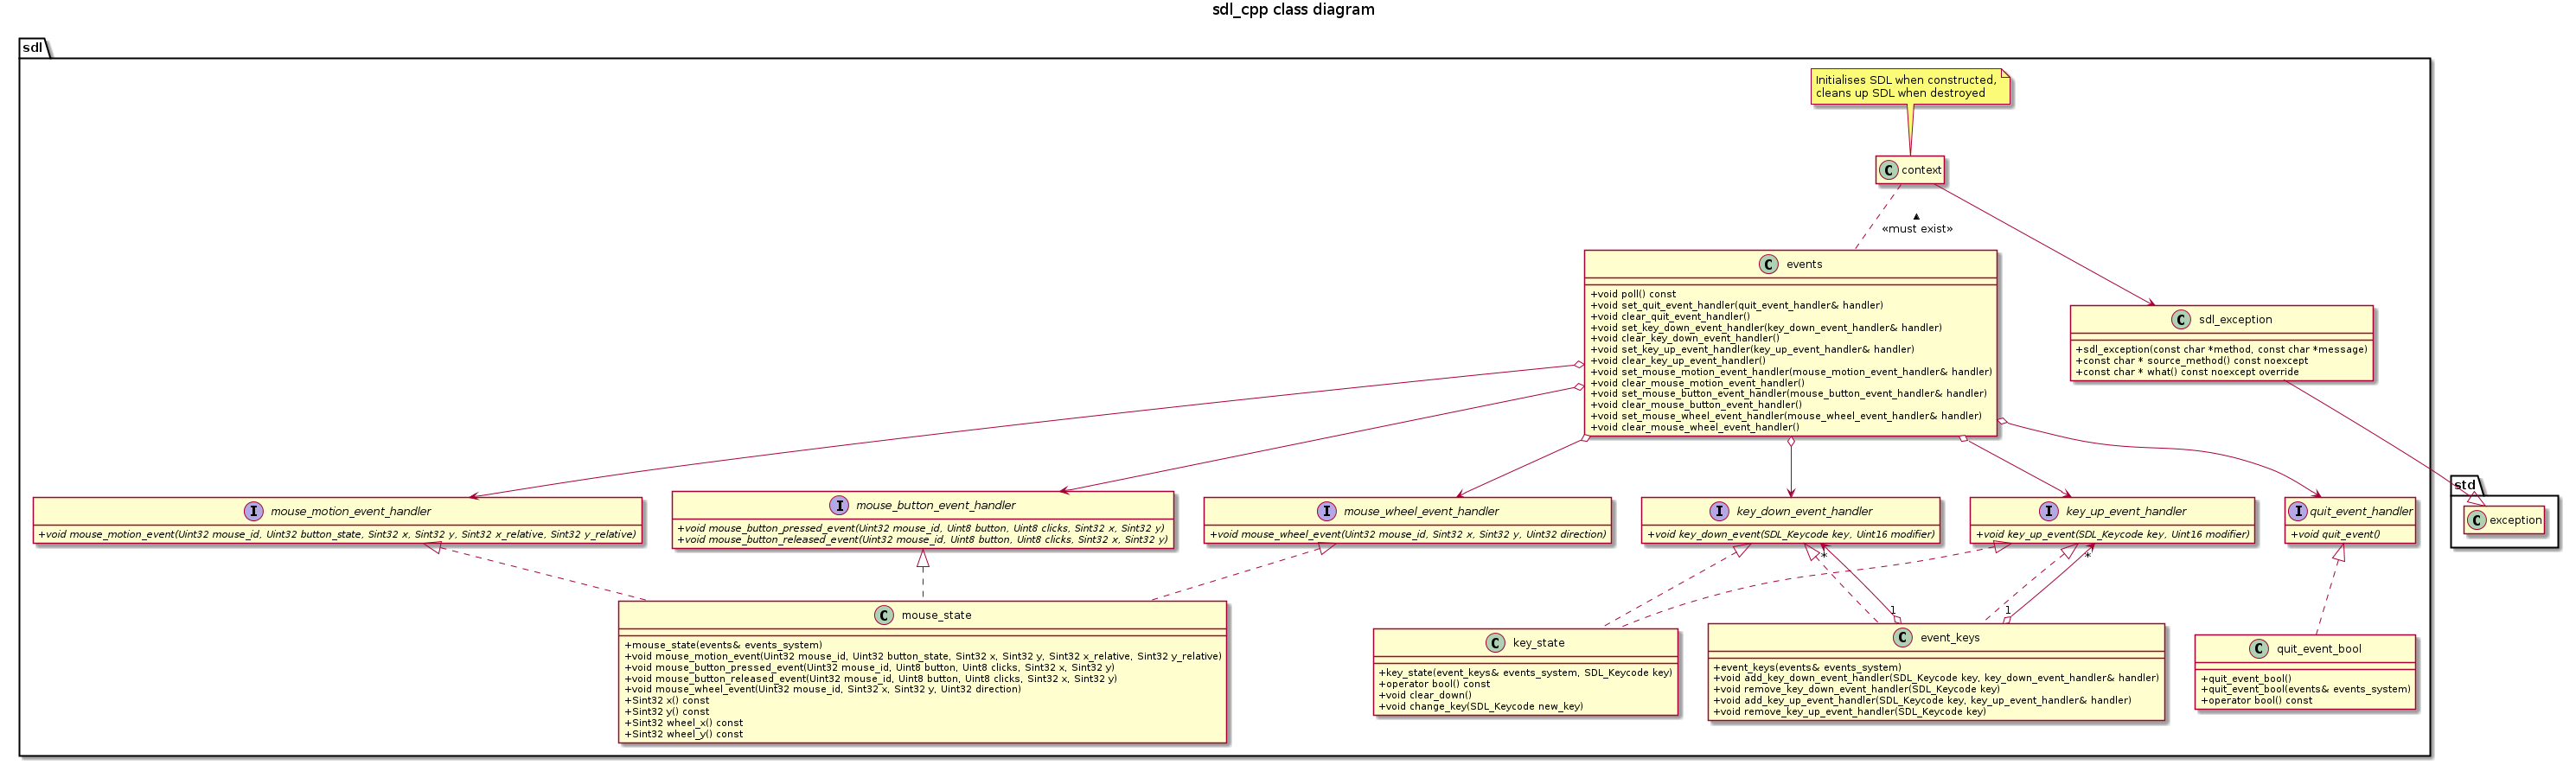 sdl_cpp class diagram
sdl
Initialises SDL when constructed,
cleans up SDL when destroyed
C context
«must exist»
C events
+void poll() const
+void set_quit_event_handler(quit_event_handler& handler)
+void clear_quit_event_handler()
+void set_key_down_event_handler(key_down_event_handler& handler)
+void clear_key_down_event_handler()
+void set_key_up_event_handler(key_up_event_handler& handler)
+void clear_key_up_event_handler()
+void set_mouse_motion_event_handler(mouse_motion_event_handler& handler)
+void clear_mouse_motion_event_handler()
+void set_mouse_button_event_handler(mouse_button_event_handler& handler)
+void clear_mouse_button_event_handler()
+void set_mouse_wheel_event_handler(mouse_wheel_event_handler& handler)
+void clear_mouse_wheel_event_handler()
C sdl_exception
+sdl_exception(const char *method, const char *message)
+const char * source_method() const noexcept
+const char * what() const noexcept override
I mouse_motion_event_handler
+void mouse_motion_event(Uint32 mouse_id, Uint32 button_state, Sint32 x, Sint32 y, Sint32 x_relative, Sint32 y_relative)
I mouse_button_event_handler
+void mouse_button_pressed_event(Uint32 mouse_id, Uint8 button, Uint8 clicks, Sint32 x, Sint32 y)
+void mouse_button_released_event(Uint32 mouse_id, Uint8 button, Uint8 clicks, Sint32 x, Sint32 y)
I mouse_wheel_event_handler
+void mouse_wheel_event(Uint32 mouse_id, Sint32 x, Sint32 y, Uint32 direction)
I key_down_event_handler
+void key_down_event(SDL_Keycode key, Uint16 modifier)
I key_up_event_handler
+void key_up_event(SDL_Keycode key, Uint16 modifier)
I quit_event_handler
+void quit_event()
std
C exception
*
*
1
1
C mouse_state
+mouse_state(events& events_system)
+void mouse_motion_event(Uint32 mouse_id, Uint32 button_state, Sint32 x, Sint32 y, Sint32 x_relative, Sint32 y_relative)
+void mouse_button_pressed_event(Uint32 mouse_id, Uint8 button, Uint8 clicks, Sint32 x, Sint32 y)
+void mouse_button_released_event(Uint32 mouse_id, Uint8 button, Uint8 clicks, Sint32 x, Sint32 y)
+void mouse_wheel_event(Uint32 mouse_id, Sint32 x, Sint32 y, Uint32 direction)
+Sint32 x() const
+Sint32 y() const
+Sint32 wheel_x() const
+Sint32 wheel_y() const
C key_state
+key_state(event_keys& events_system, SDL_Keycode key)
+operator bool() const
+void clear_down()
+void change_key(SDL_Keycode new_key)
C event_keys
+event_keys(events& events_system)
+void add_key_down_event_handler(SDL_Keycode key, key_down_event_handler& handler)
+void remove_key_down_event_handler(SDL_Keycode key)
+void add_key_up_event_handler(SDL_Keycode key, key_up_event_handler& handler)
+void remove_key_up_event_handler(SDL_Keycode key)
C quit_event_bool
+quit_event_bool()
+quit_event_bool(events& events_system)
+operator bool() const